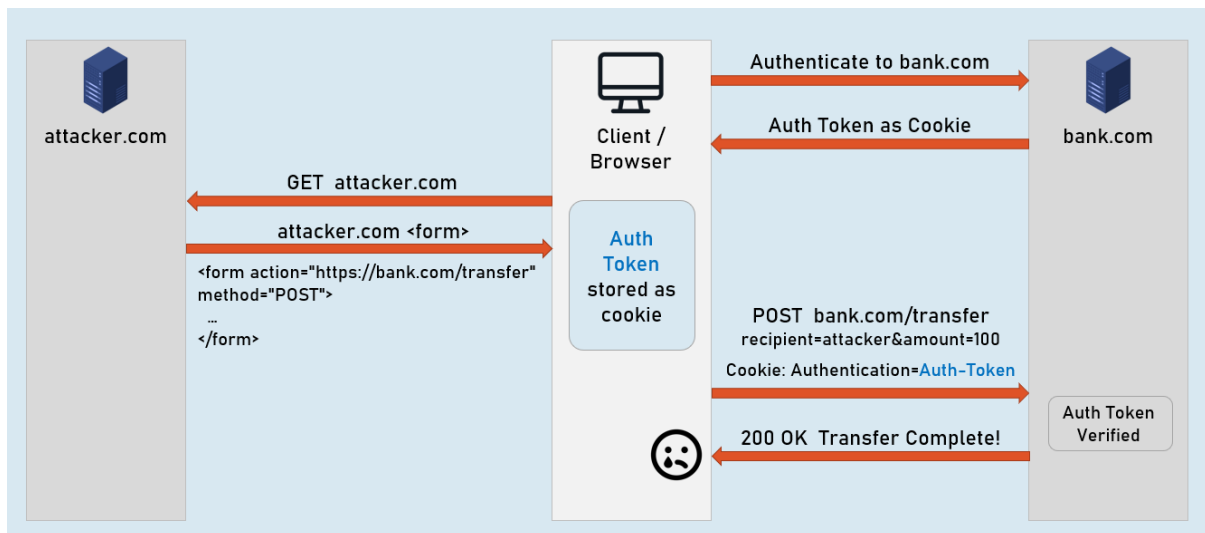 attacker.com
Client /
Browser
bank.com
Authenticate to bank.com
Auth Token as Cookie
GET attacker.com
attacker.com <form>
<form action="https://bank.com/transfer"
method="POST">
...
</form>
Auth
Token
stored as
cookie
POST bank.com/transfer
recipient=attacker&amount=100
Cookie: Authentication=Auth-Token
Auth Token
Verified
200 OK Transfer Complete!